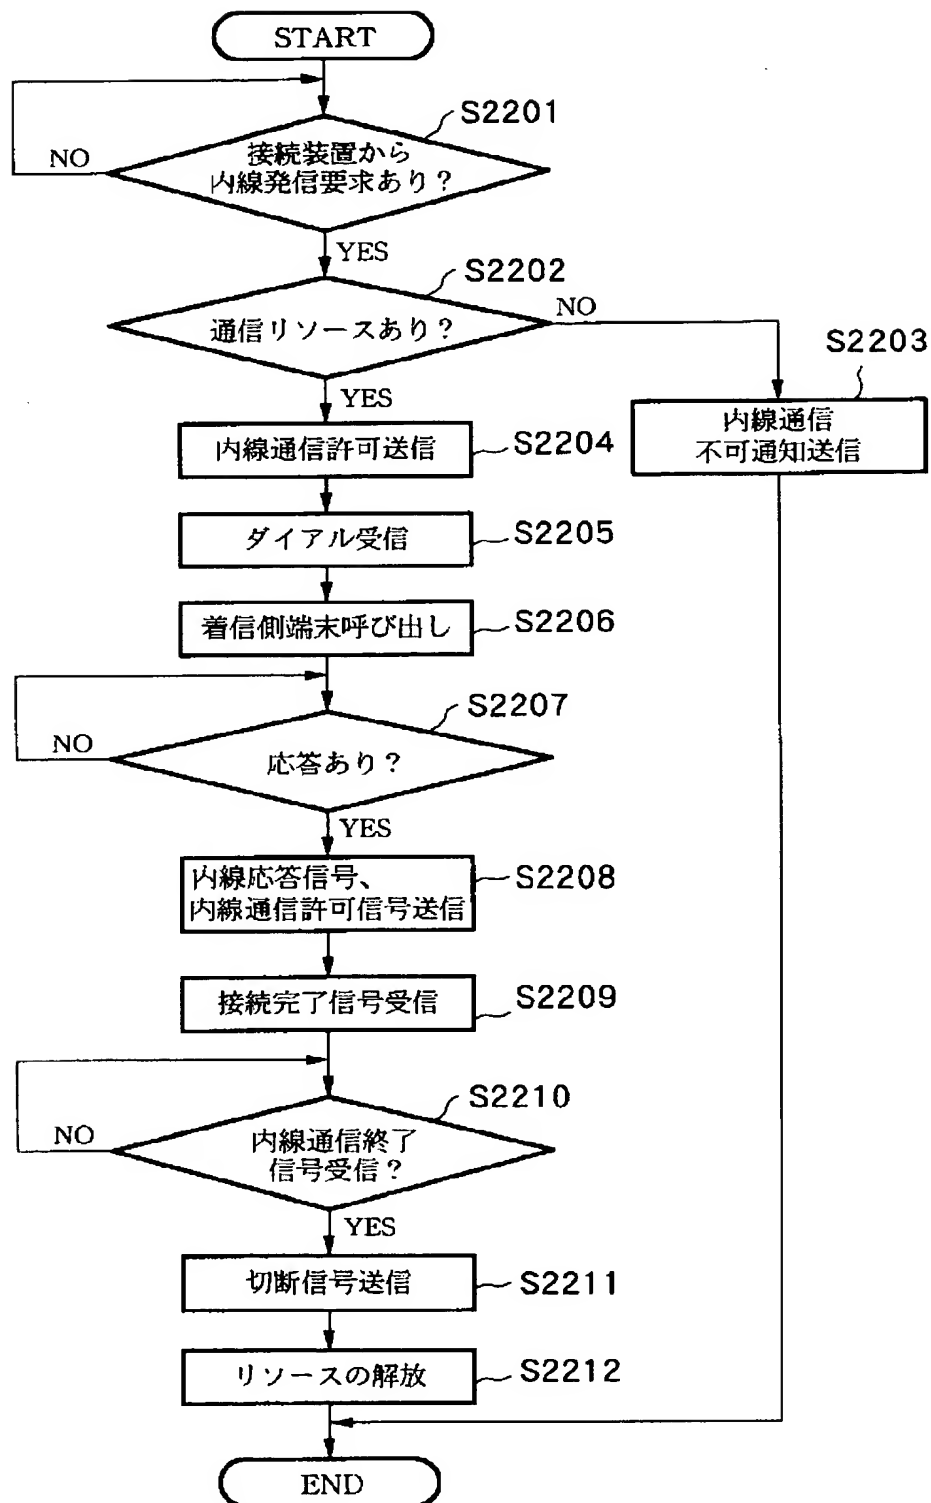 START
S2201
接続装置から
内線発信要求あり?
NO
YES
S2202
通信リソースあり?
NO
YES
S2203
内線通信
不可通知送信
内線通信許可送信
S2204
ダイアル受信
S2205
着信側端末呼び出し
S2206
S2207
応答あり?
NO
YES
内線応答信号、
内線通信許可信号送信
S2208
接続完了信号受信
S2209
S2210
内線通信終了
信号受信?
NO
YES
切断信号送信
S2211
リソースの解放
S2212
END